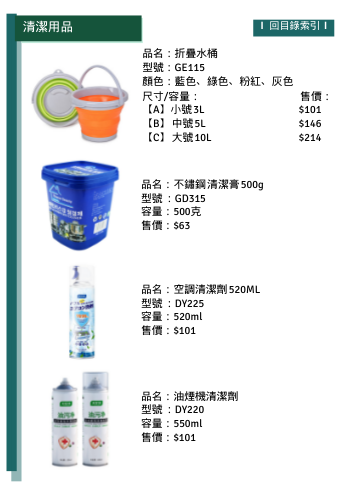 清潔用品
I 回目錄索引 I
品名：折疊水桶
型號：GE115
顏色：藍色、綠色、粉紅、灰色
尺寸/容量： 售價：
【A】小號3L $101
【B】中號5L $146
【C】大號10L $214
品名：不鏽鋼清潔膏500g
型號：GD315
容量：500克
售價：$63
品名：空調清潔劑520ML
型號：DY225
容量：520ml
售價：$101
品名：油煙機清潔劑
型號：DY220
容量：550ml
售價：$101